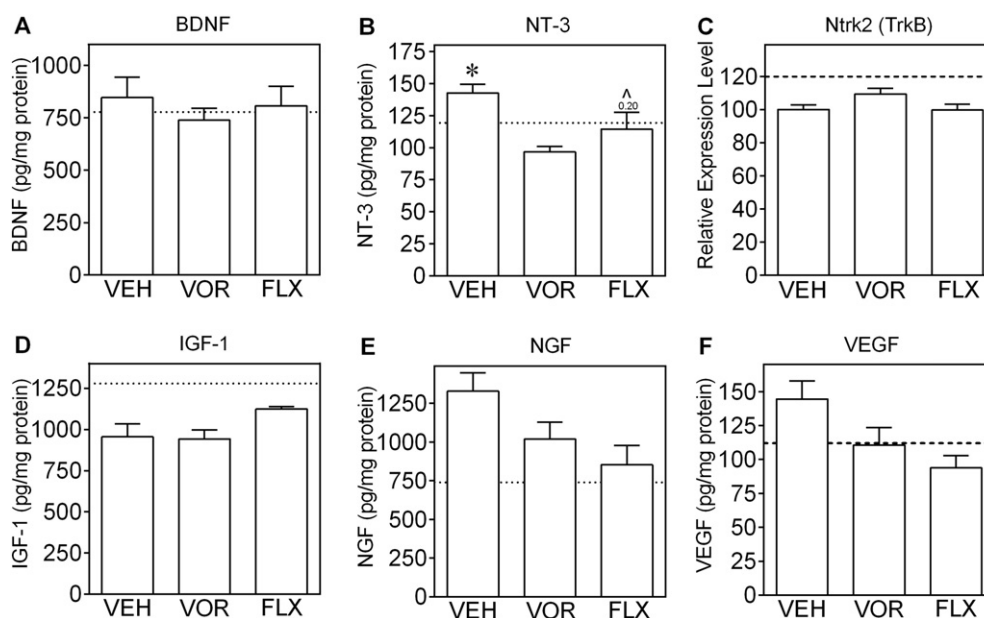 A
BDNF
BDNF (pg/mg protein)
1000
750
500
250
0
VEH VOR FLX
B
NT-3
NT-3 (pg/mg protein)
175
150
125
100
75
50
25
0
*
^
0.20
VEH VOR FLX
C
Ntrk2 (TrkB)
Relative Expression Level
120
100
80
60
40
20
0
VEH VOR FLX
D
IGF-1
IGF-1 (pg/mg protein)
1250
1000
750
500
250
0
VEH VOR FLX
E
NGF
NGF (pg/mg protein)
1250
1000
750
500
250
0
VEH VOR FLX
F
VEGF
VEGF (pg/mg protein)
150
125
100
75
50
25
0
VEH VOR FLX